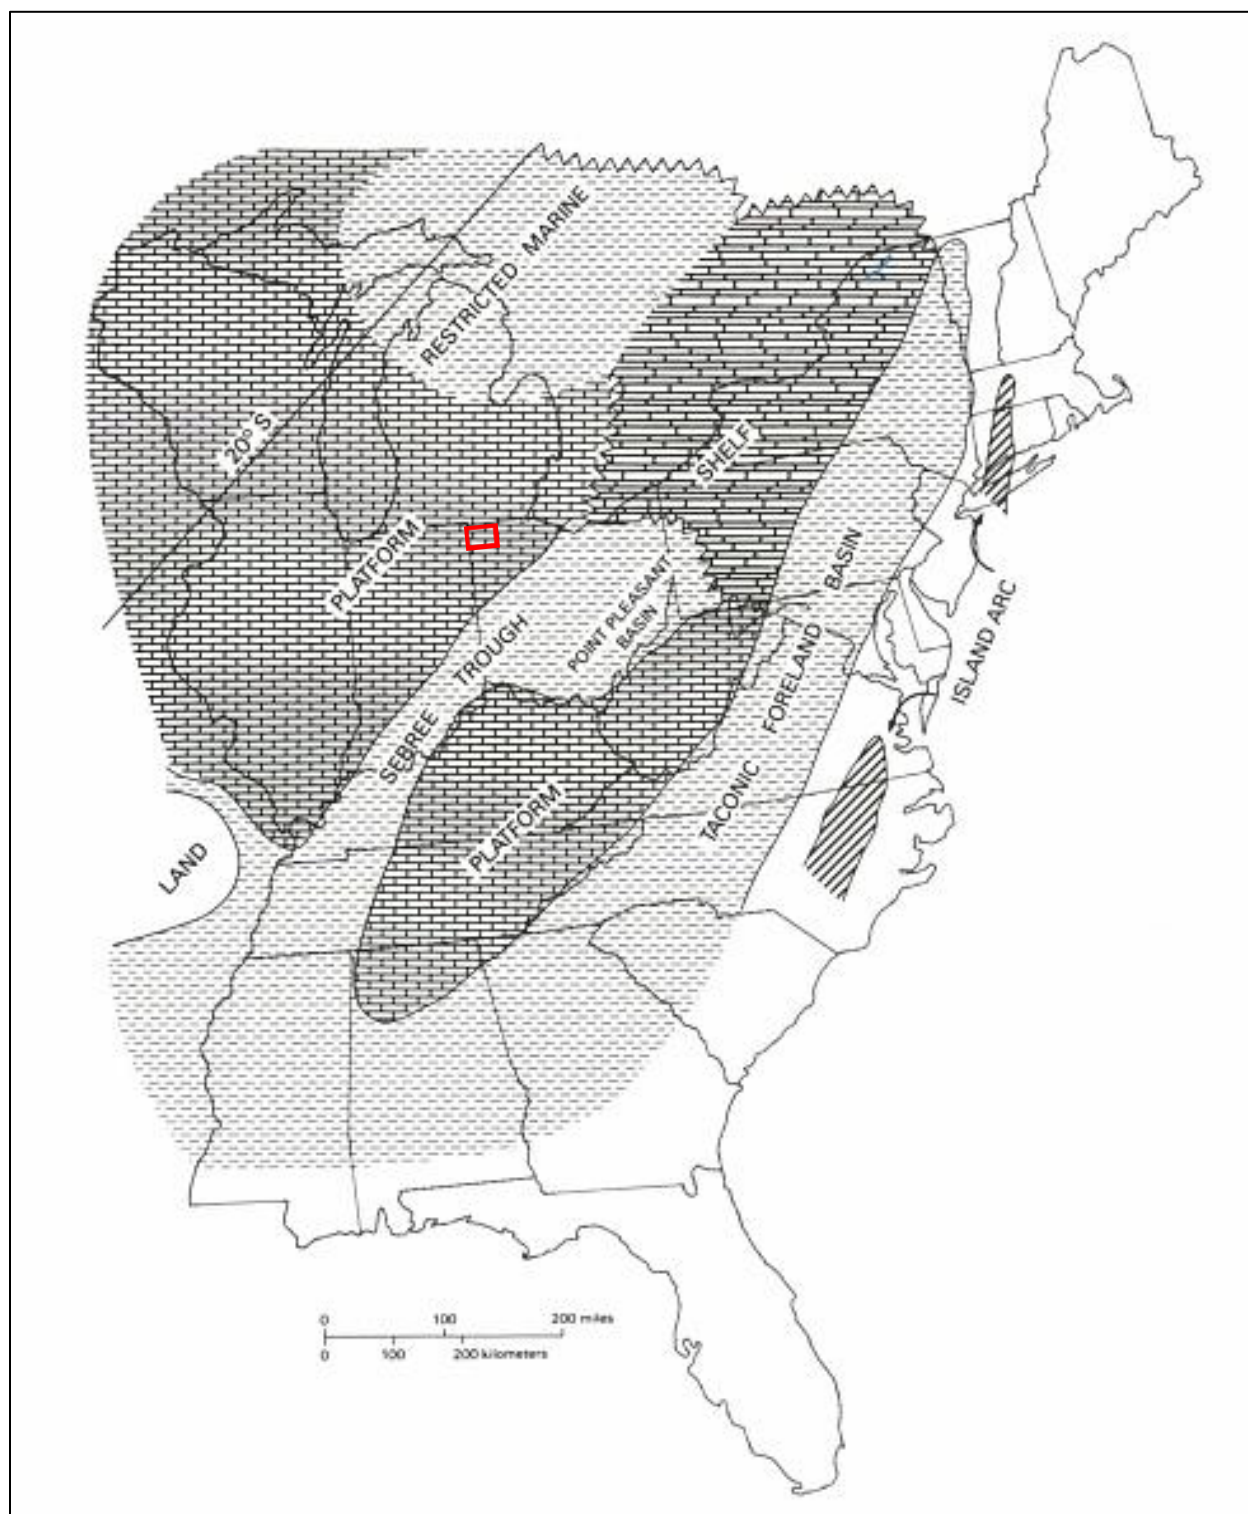 RESTRICTED MARINE
20° S
SHELF
PLATFORM
POINT PLEASANT
BASIN
SEBREE TROUGH
TACONIC FORELAND BASIN
ISLAND ARC
PLATFORM
LAND
0 100 200 miles
0 100 200 kilometers